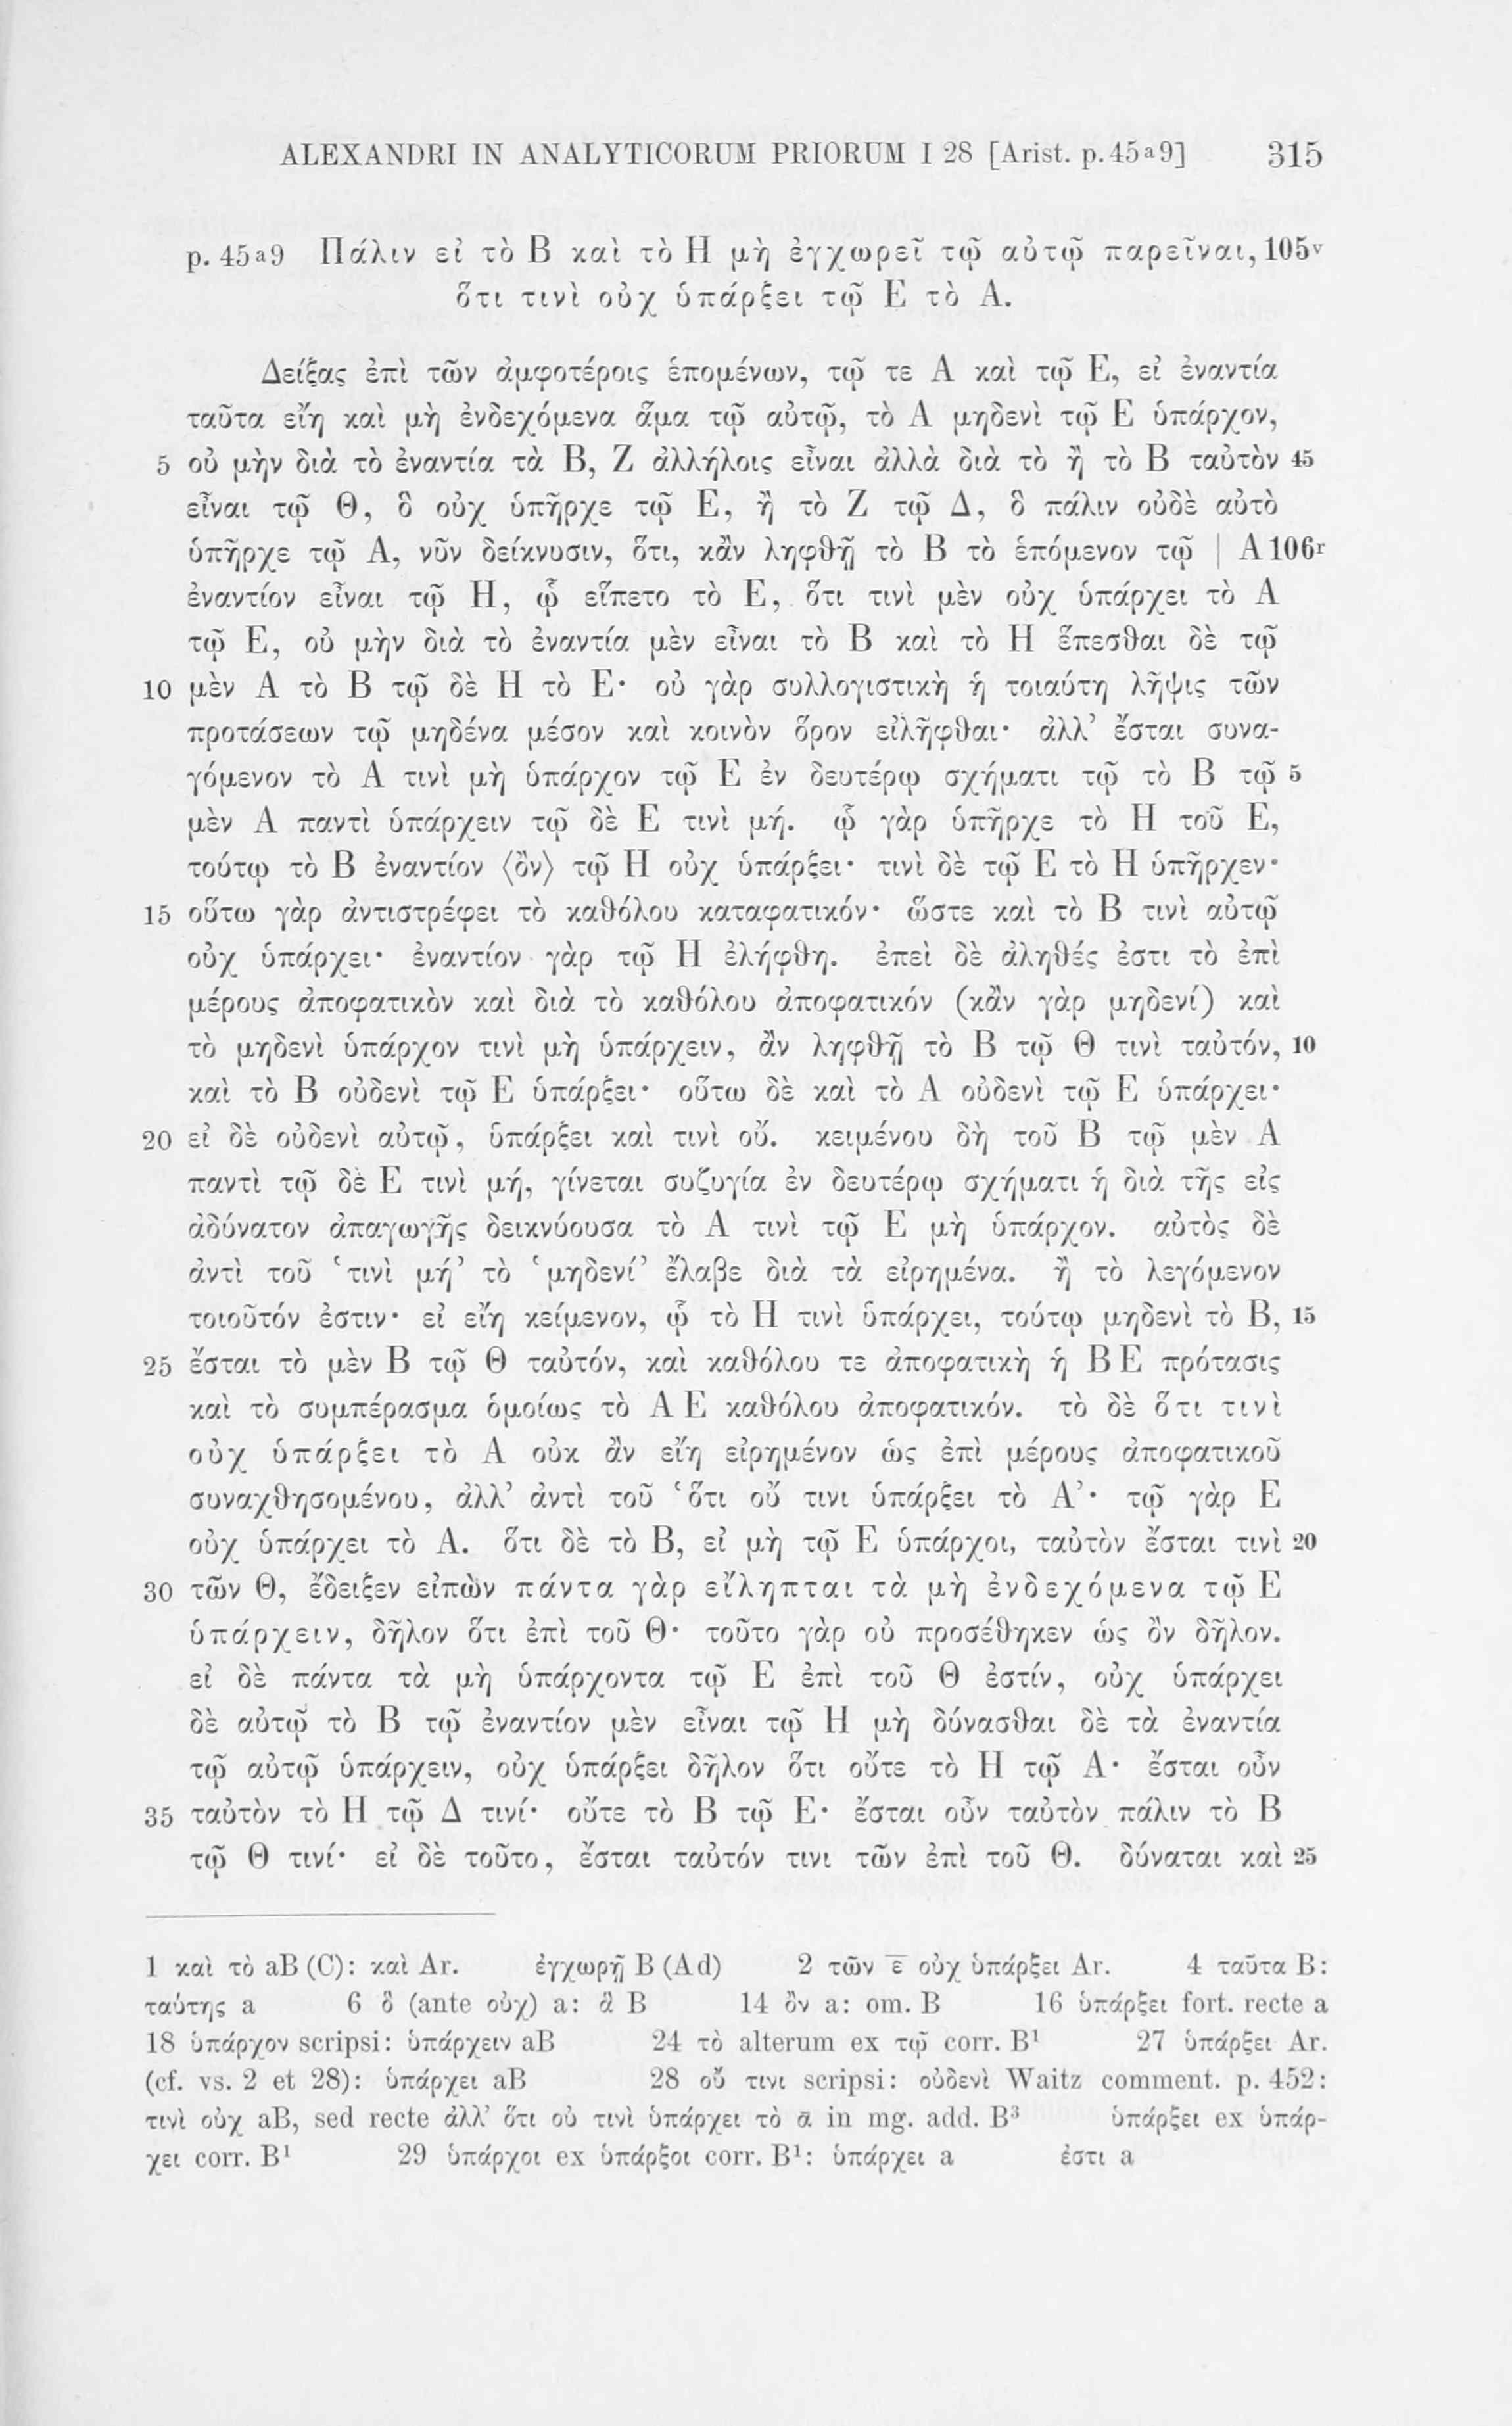 ALEXANDRI IN ANALYTICORUM PRIORUM I 28 [Arist. p. 45ᵃ9] 315
p. 45ᵃ9 Πάλιν εἰ τὸ Β καὶ τὸ Η μὴ ἐγχωρεῖ τῷ αὐτῷ παρεῖναι, 105ᵛ
ὅτι τινὶ οὐχ ὑπάρξει τῷ Ε τὸ Α.
Δείξας ἐπὶ τῶν ἀμφοτέροις ἑπομένων, τῷ τε Α καὶ τῷ Ε, εἰ ἐναντία
ταῦτα εἴη καὶ μὴ ἐνδεχόμενα ἅμα τῷ αὐτῷ, τὸ Α μηδενὶ τῷ Ε ὑπάρχον,
5 οὐ μὴν διὰ τὸ ἐναντία τὰ Β, Ζ ἀλλήλοις εἶναι ἀλλὰ διὰ τὸ ἢ τὸ Β ταὐτὸν 45
εἶναι τῷ Θ, ὃ οὐχ ὑπῆρχε τῷ Ε, ἢ τὸ Ζ τῷ Δ, ὃ πάλιν οὐδὲ αὐτὸ
ὑπῆρχε τῷ Α, νῦν δείκνυσιν, ὅτι, κἂν ληφθῇ τὸ Β τὸ ἑπόμενον τῷ | Α 106ʳ
ἐναντίον εἶναι τῷ Η, ᾧ εἵπετο τὸ Ε, ὅτι τινὶ μὲν οὐχ ὑπάρχει τὸ Α
τῷ Ε, οὐ μὴν διὰ τὸ ἐναντία μὲν εἶναι τὸ Β καὶ τὸ Η ἕπεσθαι δὲ τῷ
10 μὲν Α τὸ Β τῷ δὲ Η τὸ Ε· οὐ γὰρ συλλογιστικὴ ἡ τοιαύτη λῆψις τῶν
προτάσεων τῷ μηδένα μέσον καὶ κοινὸν ὅρον εἰλῆφθαι· ἀλλ’ ἔσται συνα-
γόμενον τὸ Α τινὶ μὴ ὑπάρχον τῷ Ε ἐν δευτέρῳ σχήματι τῷ τὸ Β τῷ 5
μὲν Α παντὶ ὑπάρχειν τῷ δὲ Ε τινὶ μή. ᾧ γὰρ ὑπῆρχε τὸ Η τοῦ Ε,
τούτῳ τὸ Β ἐναντίον ⟨ὂν⟩ τῷ Η οὐχ ὑπάρξει· τινὶ δὲ τῷ Ε τὸ Η ὑπῆρχεν·
15 οὕτω γὰρ ἀντιστρέφει τὸ καθόλου καταφατικόν· ὥστε καὶ τὸ Β τινὶ αὐτῷ
οὐχ ὑπάρχει· ἐναντίον γὰρ τῷ Η ἐλήφθη. ἐπεὶ δὲ ἀληθές ἐστι τὸ ἐπὶ
μέρους ἀποφατικὸν καὶ διὰ τὸ καθόλου ἀποφατικόν (κἂν γὰρ μηδενί) καὶ
τὸ μηδενὶ ὑπάρχον τινὶ μὴ ὑπάρχειν, ἂν ληφθῇ τὸ Β τῷ Θ τινὶ ταὐτόν, 10
καὶ τὸ Β οὐδενὶ τῷ Ε ὑπάρξει· οὕτω δὲ καὶ τὸ Α οὐδενὶ τῷ Ε ὑπάρχει·
20 εἰ δὲ οὐδενὶ αὐτῷ, ὑπάρξει καὶ τινὶ οὔ. κειμένου δὴ τοῦ Β τῷ μὲν Α
παντὶ τῷ δὲ Ε τινὶ μή, γίνεται συζυγία ἐν δευτέρῳ σχήματι ἡ διὰ τῆς εἰς
ἀδύνατον ἀπαγωγῆς δεικνύουσα τὸ Α τινὶ τῷ Ε μὴ ὑπάρχον. αὐτὸς δὲ
ἀντὶ τοῦ ‘τινὶ μή’ τὸ ‘μηδενί’ ἔλαβε διὰ τὰ εἰρημένα. ἢ τὸ λεγόμενον
τοιοῦτόν ἐστιν· εἰ εἴη κείμενον, ᾧ τὸ Η τινὶ ὑπάρχει, τούτῳ μηδενὶ τὸ Β, 15
25 ἔσται τὸ μὲν Β τῷ Θ ταὐτόν, καὶ καθόλου τε ἀποφατικὴ ἡ Β Ε πρότασις
καὶ τὸ συμπέρασμα ὁμοίως τὸ Α Ε καθόλου ἀποφατικόν. τὸ δὲ ὅτι τινὶ
οὐχ ὑπάρξει τὸ Α οὐκ ἂν εἴη εἰρημένον ὡς ἐπὶ μέρους ἀποφατικοῦ
συναχθησομένου, ἀλλ’ ἀντὶ τοῦ ‘ὅτι οὔ τινι ὑπάρξει τὸ Α’· τῷ γὰρ Ε
οὐχ ὑπάρχει τὸ Α. ὅτι δὲ τὸ Β, εἰ μὴ τῷ Ε ὑπάρχοι, ταὐτὸν ἔσται τινὶ 20
30 τῶν Θ, ἔδειξεν εἰπὼν πάντα γὰρ εἴληπται τὰ μὴ ἐνδεχόμενα τῷ Ε
ὑπάρχειν, δῆλον ὅτι ἐπὶ τοῦ Θ· τοῦτο γὰρ οὐ προσέθηκεν ὡς ὂν δῆλον.
εἰ δὲ πάντα τὰ μὴ ὑπάρχοντα τῷ Ε ἐπὶ τοῦ Θ ἐστίν, οὐχ ὑπάρχει
δὲ αὐτῷ τὸ Β τῷ ἐναντίον μὲν εἶναι τῷ Η μὴ δύνασθαι δὲ τὰ ἐναντία
τῷ αὐτῷ ὑπάρχειν, οὐχ ὑπάρξει δῆλον ὅτι οὔτε τὸ Η τῷ Α· ἔσται οὖν
35 ταὐτὸν τὸ Η τῷ Δ τινί· οὔτε τὸ Β τῷ Ε· ἔσται οὖν ταὐτὸν πάλιν τὸ Β
τῷ Θ τινί· εἰ δὲ τοῦτο, ἔσται ταὐτόν τινι τῶν ἐπὶ τοῦ Θ. δύναται καὶ 25
1 καὶ τὸ aB (C): καὶ Ar. ἐγχωρῇ B (Ad) 2 τῶν ε̅ οὐχ ὑπάρξει Ar. 4 ταῦτα B:
ταύτης a 6 ὃ (ante οὐχ) a: ἃ B 14 ὂν a: om. B 16 ὑπάρξει fort. recte a
18 ὑπάρχον scripsi: ὑπάρχειν aB 24 τὸ alterum ex τῷ corr. B¹ 27 ὑπάρξει Ar.
(cf. vs. 2 et 28): ὑπάρχει aB 28 οὔ τινι scripsi: οὐδενὶ Waitz comment. p. 452:
τινὶ οὐχ aB, sed recte ἀλλ’ ὅτι οὐ τινὶ ὑπάρχει τὸ α̅ in mg. add. B³ ὑπάρξει ex ὑπάρ-
χει corr. B¹ 29 ὑπάρχοι ex ὑπάρξοι corr. B¹: ὑπάρχει a ἐστι a